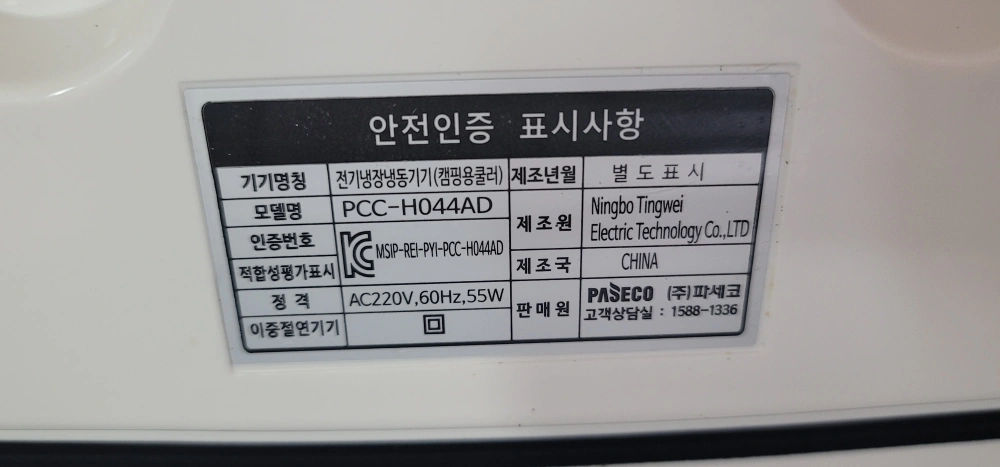 안전인증 표시사항
기기명칭 전기냉장냉동기기(캠핑용쿨러) 제조년월 별도표시
모델명 PCC-H044AD
제조원 Ningbo Tingwei
Electric Technology Co.,LTD
인증번호
적합성평가표시 MSIP-REI-PYI-PCC-H044AD
제조국 CHINA
정격 AC220V,60Hz,55W
판매원 PASECO (주)파세코
고객상담실 : 1588-1336
이중절연기기